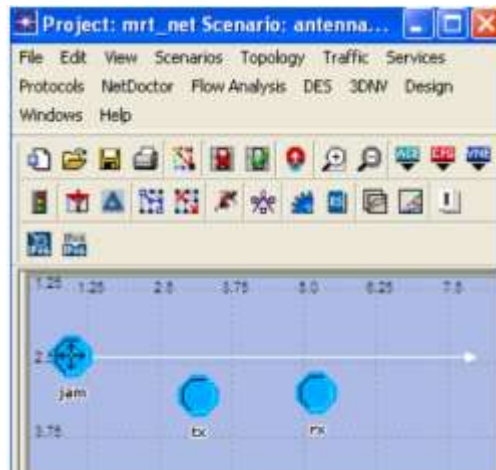 Project: mrt_net Scenario: antenna...
File Edit View Scenarios Topology Traffic Services
Protocols NetDoctor Flow Analysis DES 3DNV Design
Windows Help
1.25 1.25 2.5 3.75 5.0 6.25 7.5
2.5
jam
tx rx
3.75